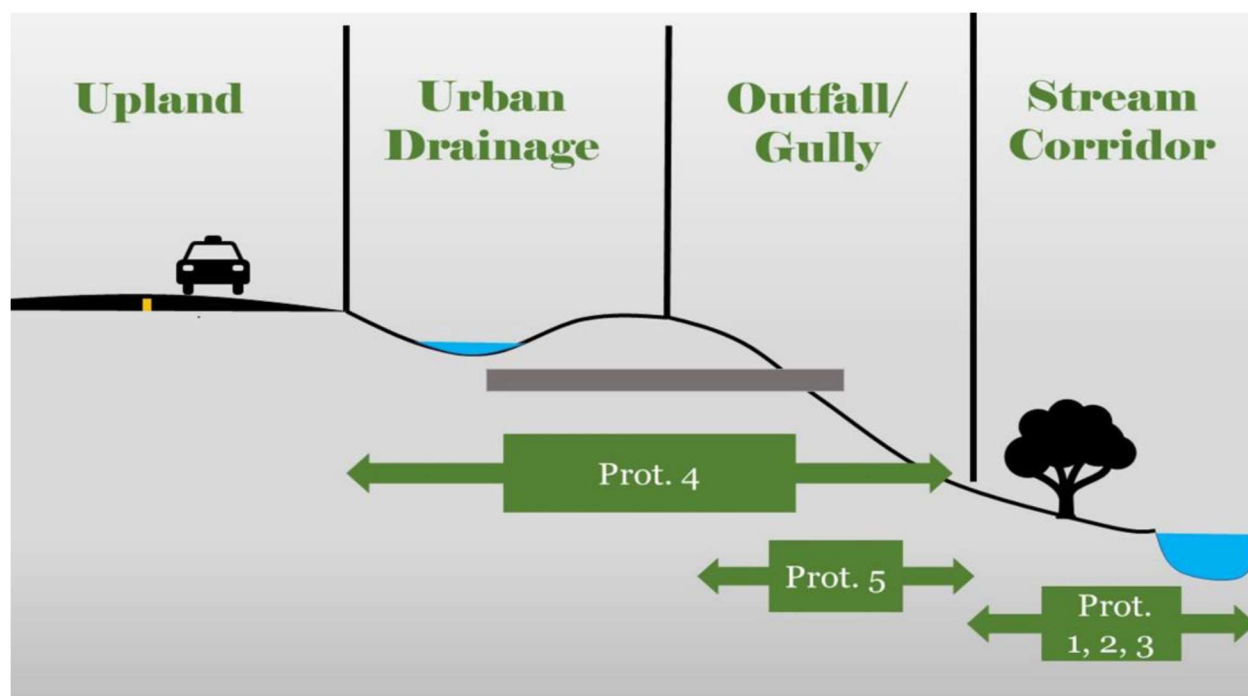 Upland
Urban
Drainage
Outfall/
Gully
Stream
Corridor
Prot. 4
Prot. 5
Prot.
1, 2, 3